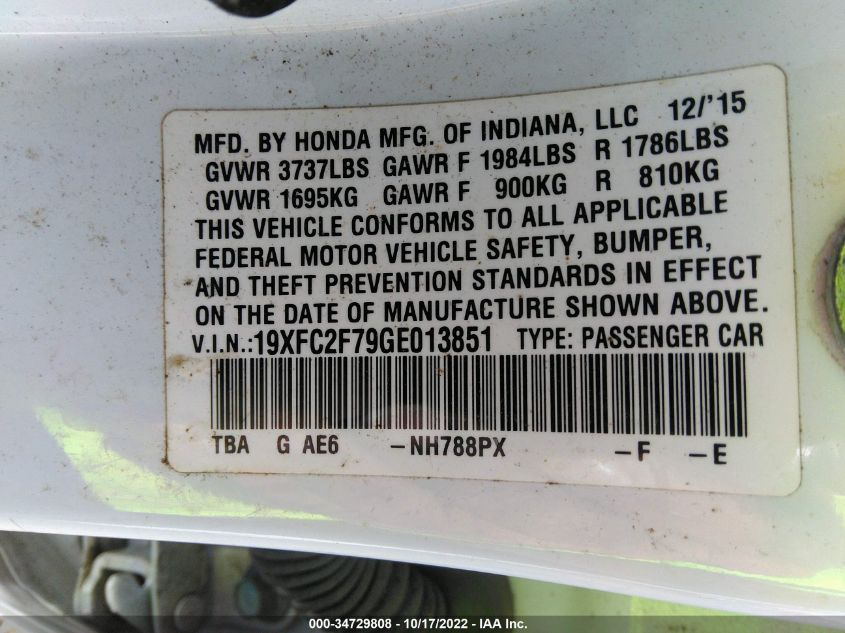 MFD. BY HONDA MFG. OF INDIANA, LLC 12/'15
GVWR 3737LBS GAWR F 1984LBS R 1786LBS
GVWR 1695KG GAWR F 900KG R 810KG
THIS VEHICLE CONFORMS TO ALL APPLICABLE
FEDERAL MOTOR VEHICLE SAFETY, BUMPER,
AND THEFT PREVENTION STANDARDS IN EFFECT
ON THE DATE OF MANUFACTURE SHOWN ABOVE.
V.I.N.:19XFC2F79GE013851 TYPE: PASSENGER CAR
TBA G AE6 -NH788PX -F -E
000-34729808 - 10/17/2022 - IAA Inc.